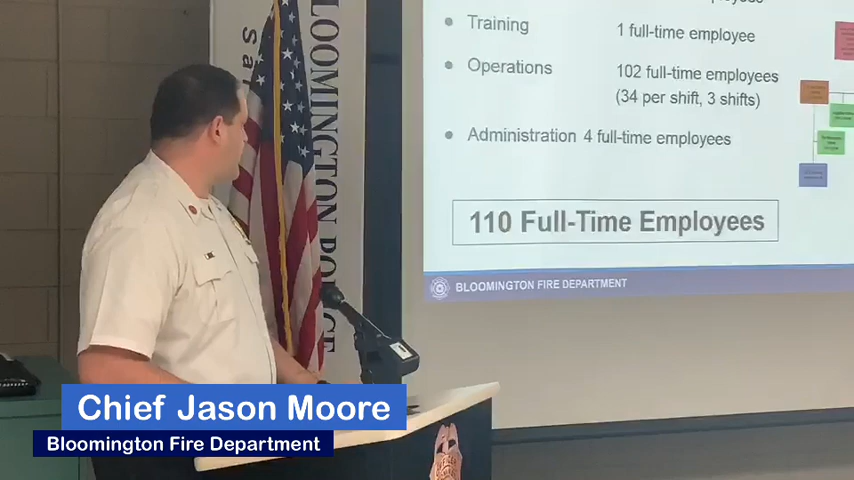 • Training 1 full-time employee
• Operations 102 full-time employees
(34 per shift, 3 shifts)
• Administration 4 full-time employees
110 Full-Time Employees
BLOOMINGTON FIRE DEPARTMENT
BLOOMINGTON POLICE
Chief Jason Moore
Bloomington Fire Department